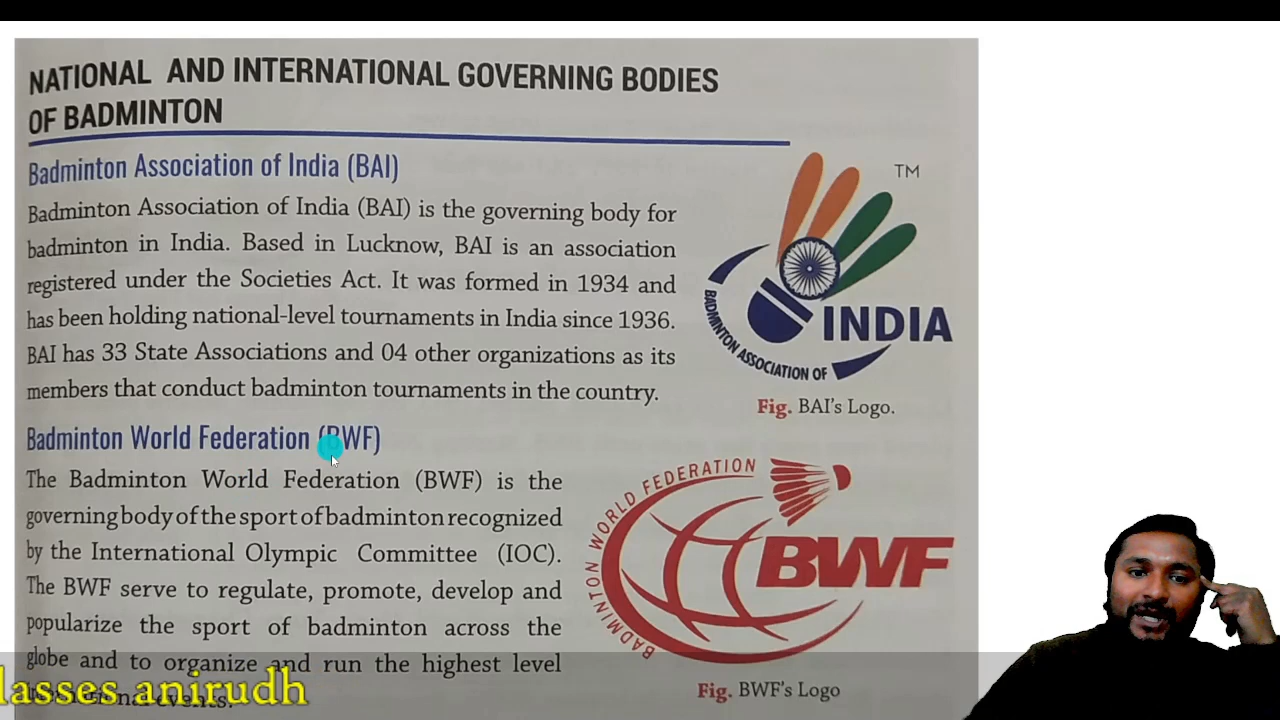 NATIONAL AND INTERNATIONAL GOVERNING BODIES
OF BADMINTON
Badminton Association of India (BAI)
Badminton Association of India (BAI) is the governing body for
badminton in India. Based in Lucknow, BAI is an association
registered under the Societies Act. It was formed in 1934 and
has been holding national-level tournaments in India since 1936.
BAI has 33 State Associations and 04 other organizations as its
members that conduct badminton tournaments in the country.
TM
BADMINTON ASSOCIATION OF
INDIA
Fig. BAI's Logo.
Badminton World Federation (BWF)
The Badminton World Federation (BWF) is the
governing body of the sport of badminton recognized
by the International Olympic Committee (IOC).
The BWF serve to regulate, promote, develop and
popularize the sport of badminton across the
globe and to organize and run the highest level
events.
BADMINTON WORLD FEDERATION
BWF
Fig. BWF's Logo
lasses anirudh